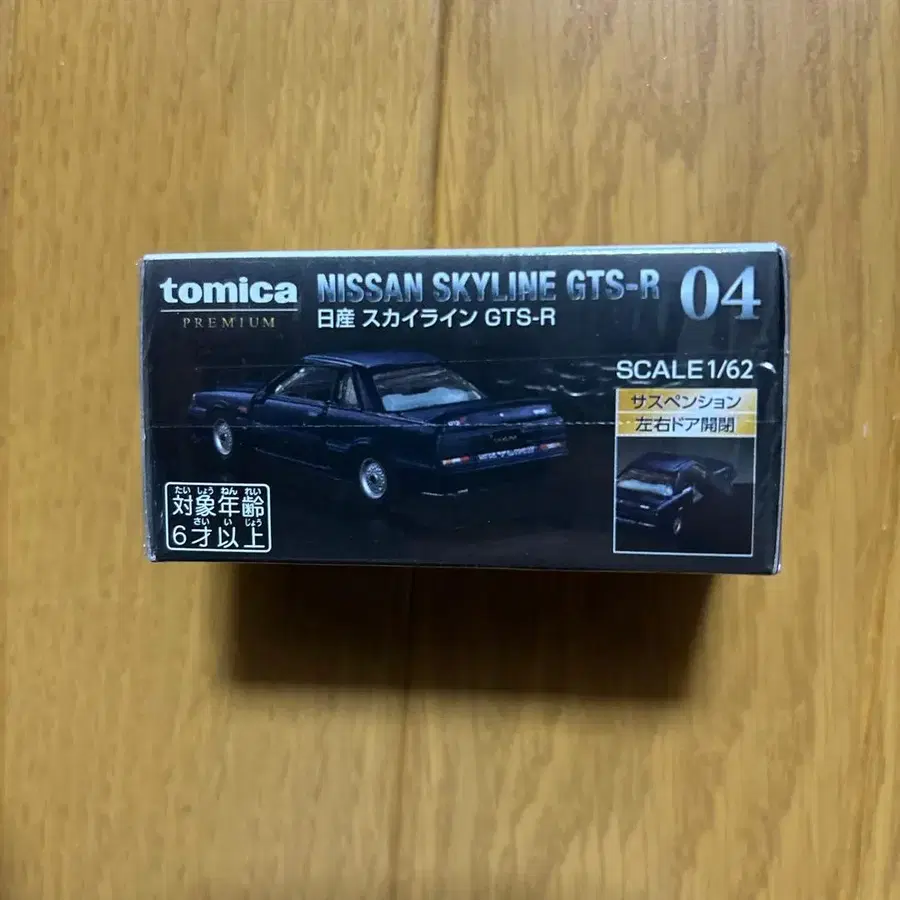 tomica
PREMIUM
NISSAN SKYLINE GTS-R
日産 スカイライン GTS-R
04
SCALE 1/62
サスペンション
左右ドア開閉
たいしょうねんれい
対象年齢
さいいじょう
6才以上